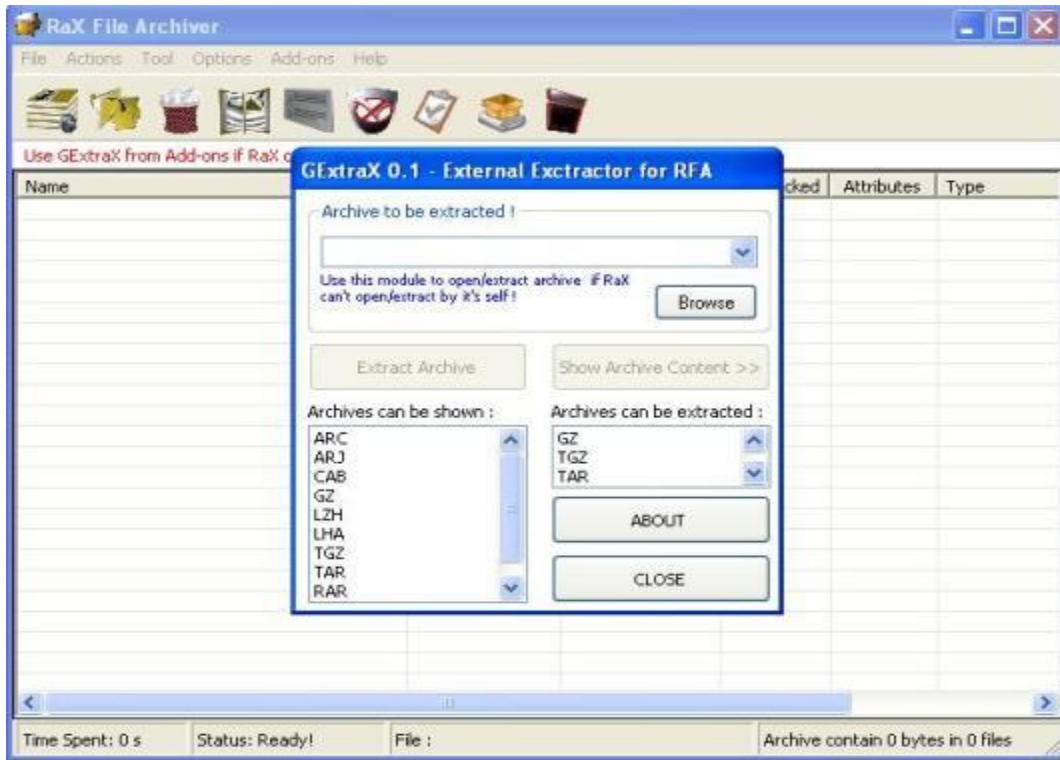 RaX File Archiver
File Actions Tool Options Add-ons Help
Use GExtraX from Add-ons if RaX
Name
Attributes
Type
GExtraX 0.1 - External Exctractor for RFA
Archive to be extracted !
Use this module to open/extract archive if RaX
can't open/extract by it's self !
Browse
Extract Archive
Show Archive Content >>
Archives can be shown :
ARC
ARJ
CAB
GZ
LZH
LHA
TGZ
TAR
RAR
Archives can be extracted :
GZ
TGZ
TAR
ABOUT
CLOSE
Time Spent: 0 s
Status: Ready!
File :
Archive contain 0 bytes in 0 files